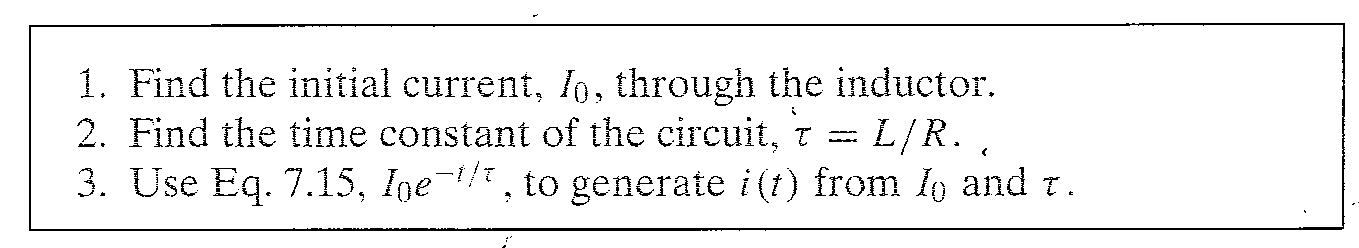 1. Find the initial current, I₀, through the inductor.
2. Find the time constant of the circuit, τ = L/R.
3. Use Eq. 7.15, I₀e^{−t/τ}, to generate i(t) from I₀ and τ.